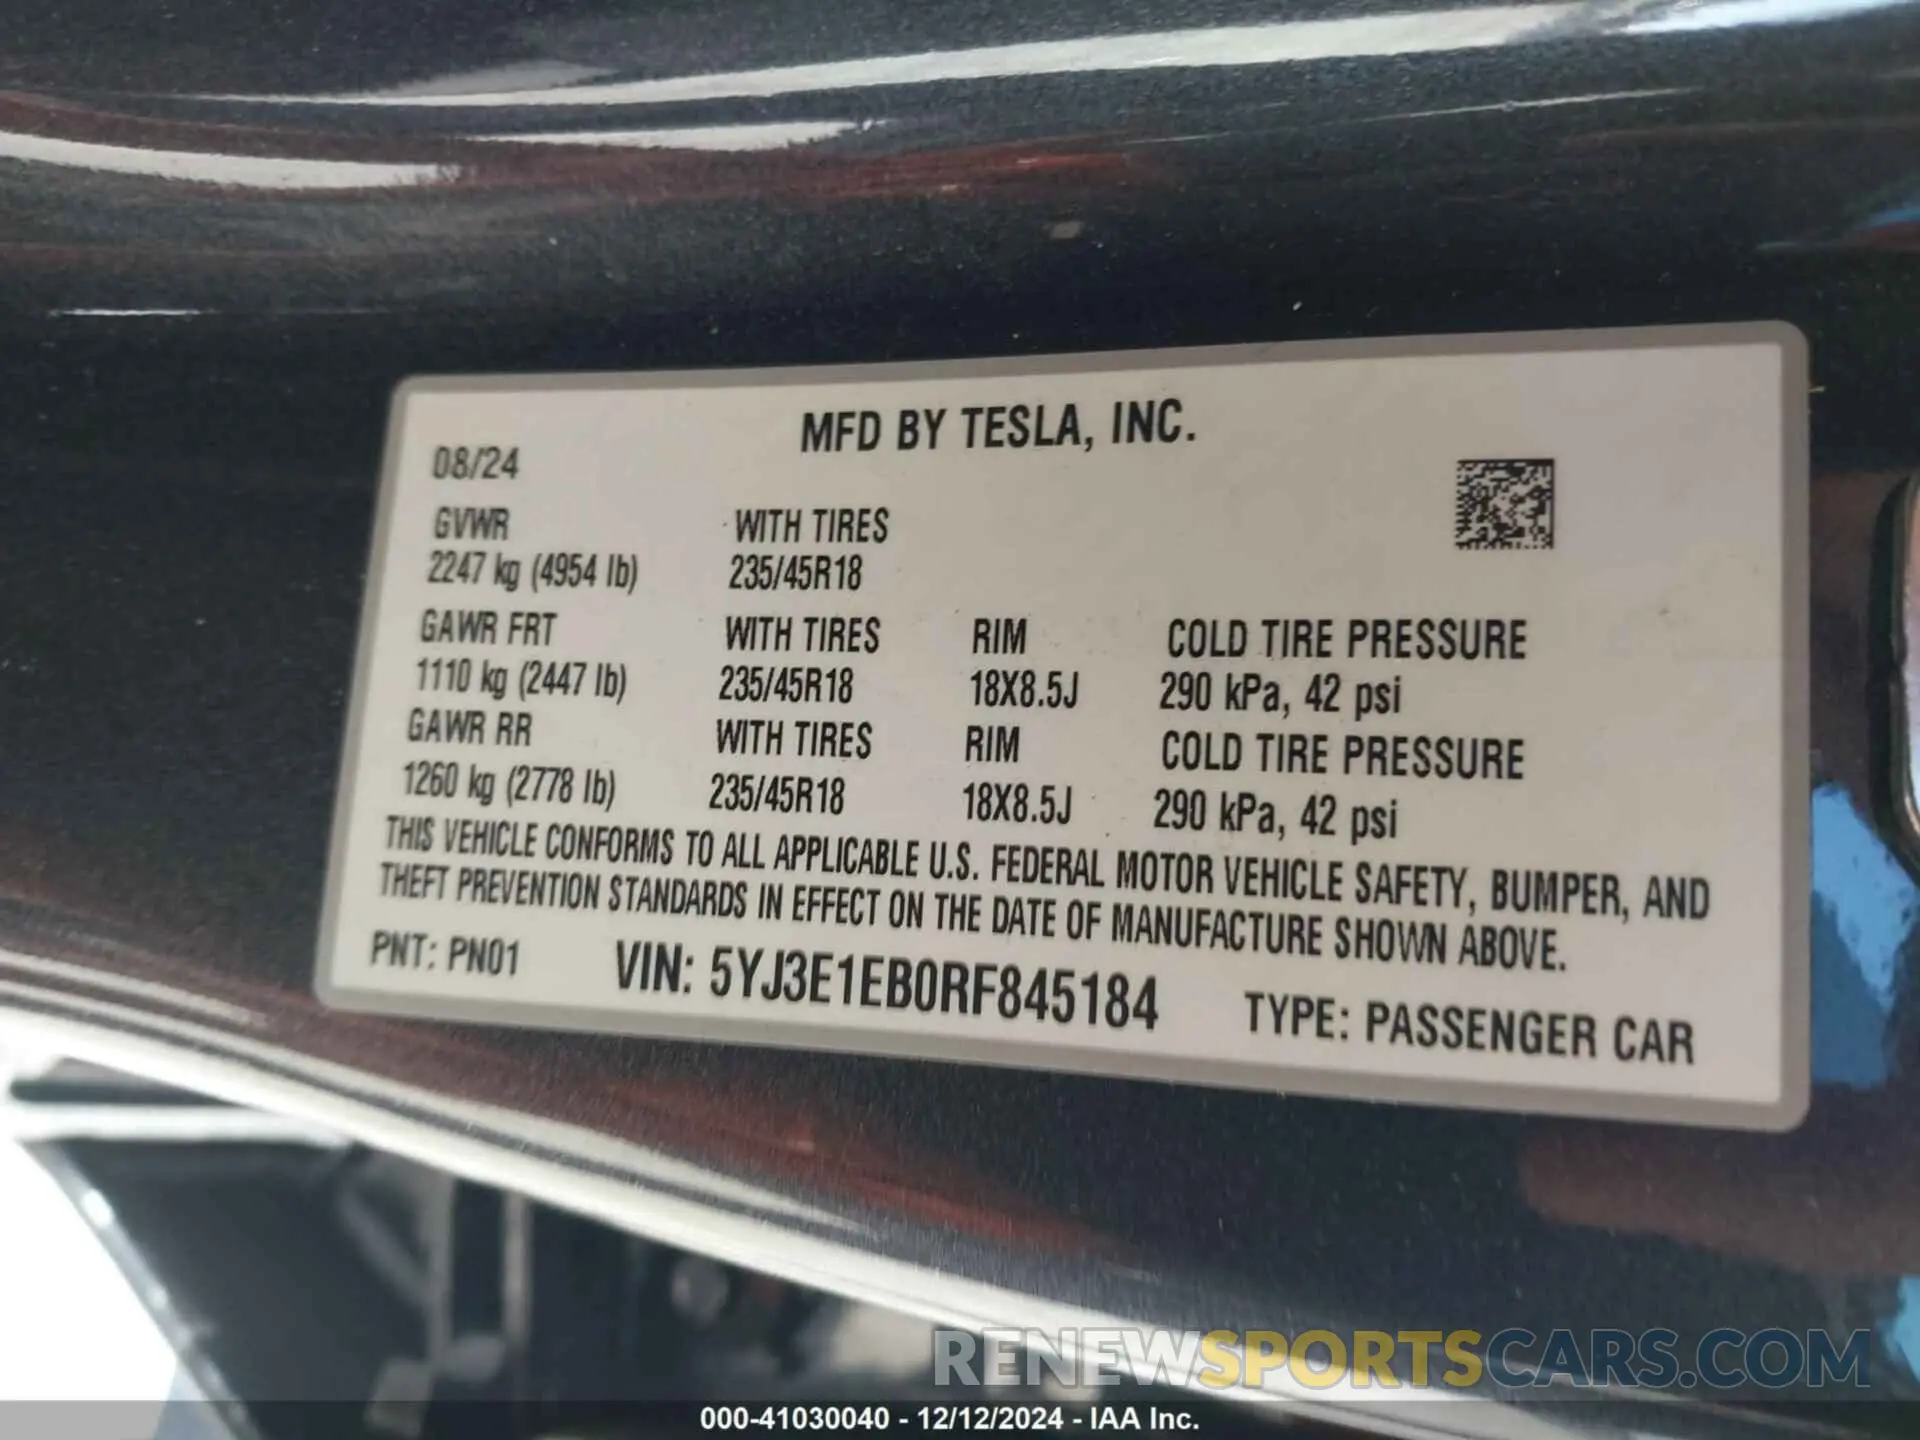 MFD BY TESLA, INC.
08/24
GVWR WITH TIRES
2247 kg (4954 lb) 235/45R18
GAWR FRT WITH TIRES RIM COLD TIRE PRESSURE
1110 kg (2447 lb) 235/45R18 18X8.5J 290 kPa, 42 psi
GAWR RR WITH TIRES RIM COLD TIRE PRESSURE
1260 kg (2778 lb) 235/45R18 18X8.5J 290 kPa, 42 psi
THIS VEHICLE CONFORMS TO ALL APPLICABLE U.S. FEDERAL MOTOR VEHICLE SAFETY, BUMPER, AND
THEFT PREVENTION STANDARDS IN EFFECT ON THE DATE OF MANUFACTURE SHOWN ABOVE.
PNT: PN01 VIN: 5YJ3E1EB0RF845184 TYPE: PASSENGER CAR
RENEWSPORTSCARS.COM
000-41030040 - 12/12/2024 - IAA Inc.